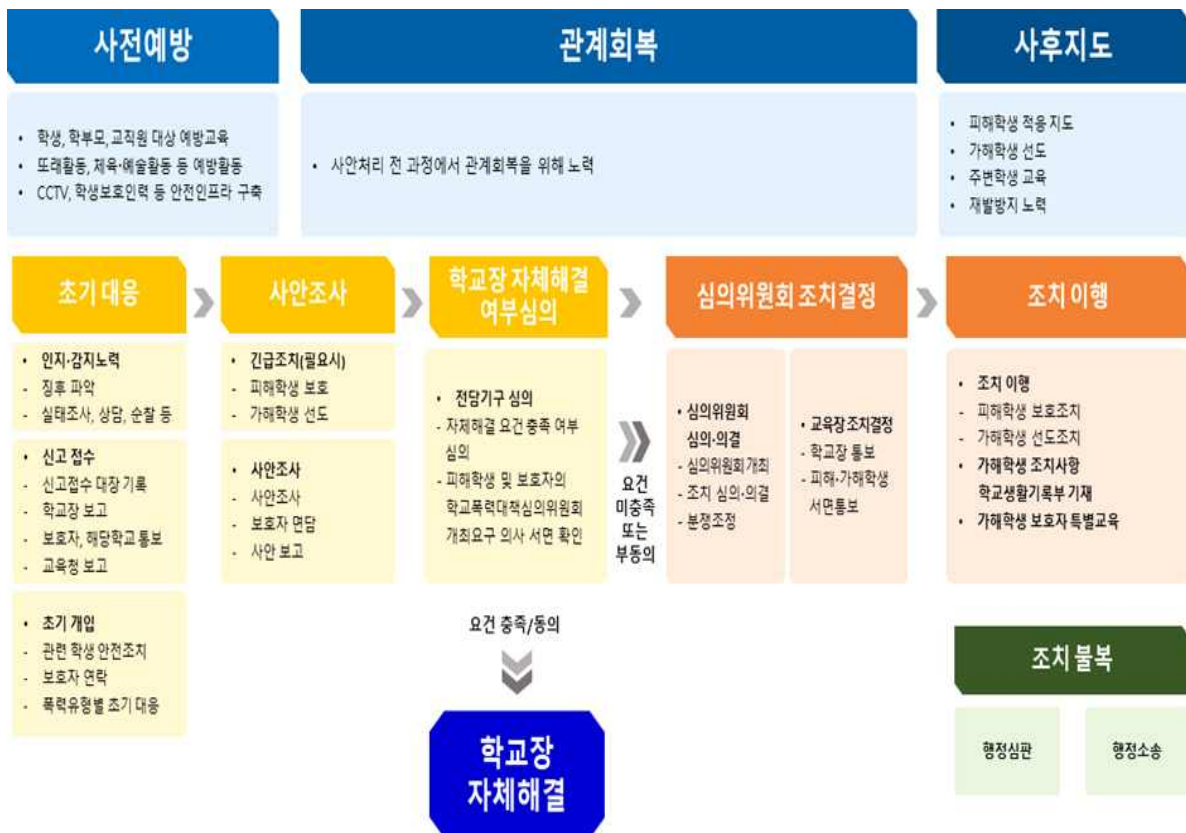 사전예방
관계회복
사후지도
• 학생, 학부모, 교직원 대상 예방교육
• 또래활동, 체육·예술활동 등 예방활동
• CCTV, 학생보호인력 등 안전인프라 구축
• 사안처리 전 과정에서 관계회복을 위해 노력
• 피해학생 적응 지도
• 가해학생 선도
• 주변학생 교육
• 재발방지 노력
초기 대응
• 인지·감지노력
- 징후 파악
- 실태조사, 상담, 순찰 등
• 신고 접수
- 신고접수 대장 기록
- 학교장 보고
- 보호자, 해당학교 통보
- 교육청 보고
• 초기 개입
- 관련 학생 안전조치
- 보호자 연락
- 폭력유형별 초기 대응
사안조사
• 긴급조치(필요시)
- 피해학생 보호
- 가해학생 선도
• 사안조사
- 사안조사
- 보호자 면담
- 사안 보고
학교장 자체해결
여부심의
• 전담기구 심의
- 자체해결 요건 충족 여부
심의
- 피해학생 및 보호자의
학교폭력대책심의위원회
개최요구 의사 서면 확인
요건
미충족
또는
부동의
요건 충족/동의
학교장
자체해결
심의위원회 조치결정
• 심의위원회
심의·의결
- 심의위원회 개최
- 조치 심의·의결
- 분쟁조정
• 교육장 조치결정
- 학교장 통보
- 피해·가해학생
서면통보
조치 이행
• 조치 이행
- 피해학생 보호조치
- 가해학생 선도조치
• 가해학생 조치사항
학교생활기록부 기재
• 가해학생 보호자 특별교육
조치 불복
행정심판
행정소송